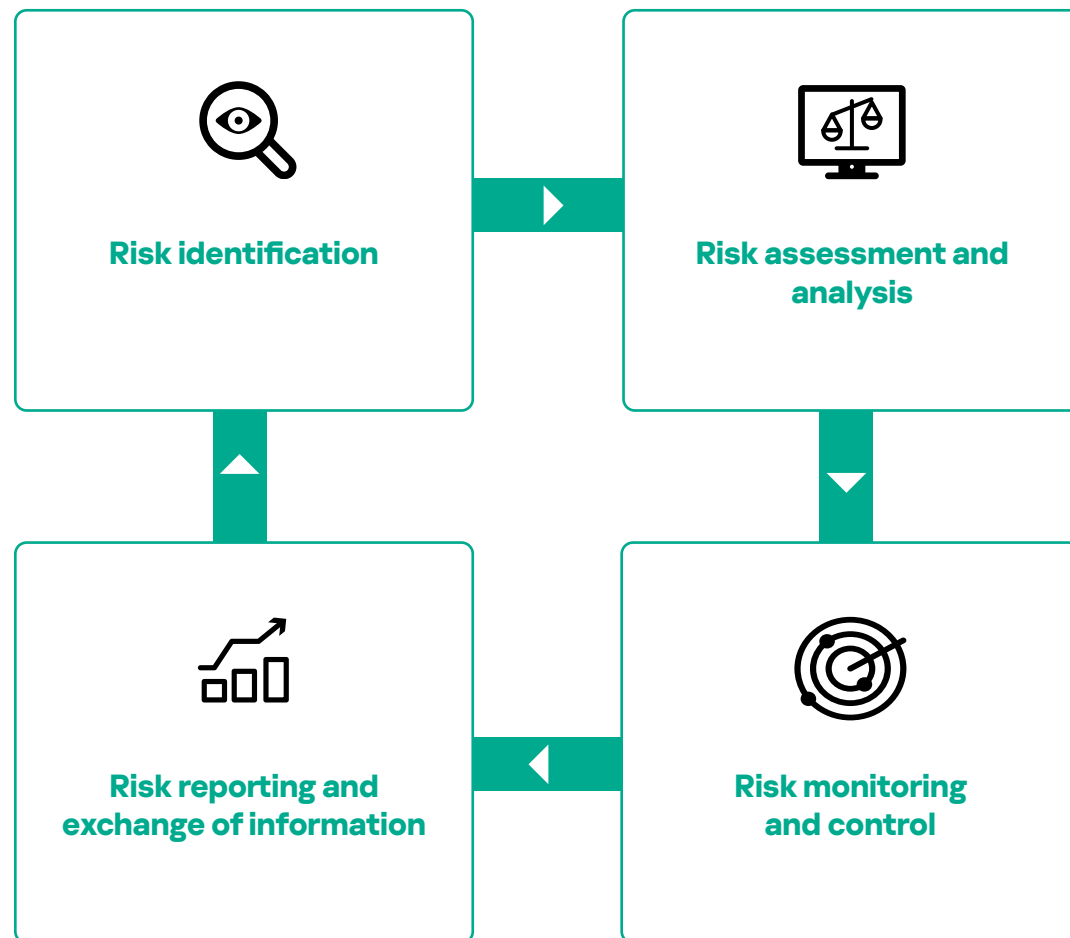 Risk identification
Risk assessment and
analysis
Risk reporting and
exchange of information
Risk monitoring
and control